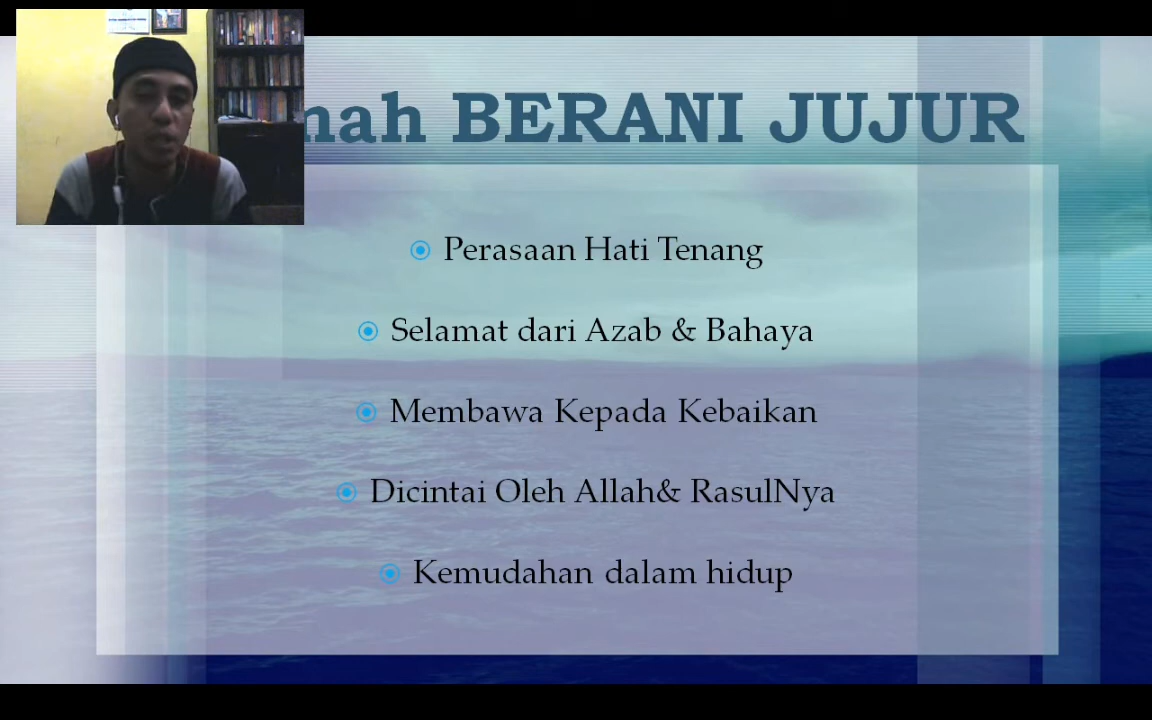 BERANI JUJUR
Perasaan Hati Tenang
Selamat dari Azab & Bahaya
Membawa Kepada Kebaikan
Dicintai Oleh Allah& RasulNya
Kemudahan dalam hidup